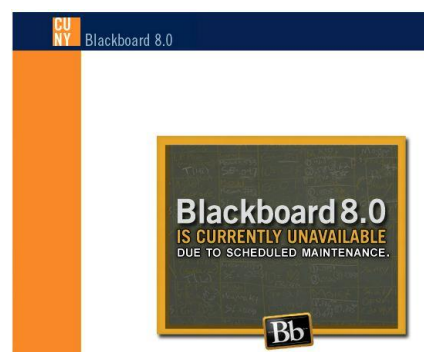 CU
NY Blackboard 8.0
Blackboard 8.0
IS CURRENTLY UNAVAILABLE
DUE TO SCHEDULED MAINTENANCE.
Bb